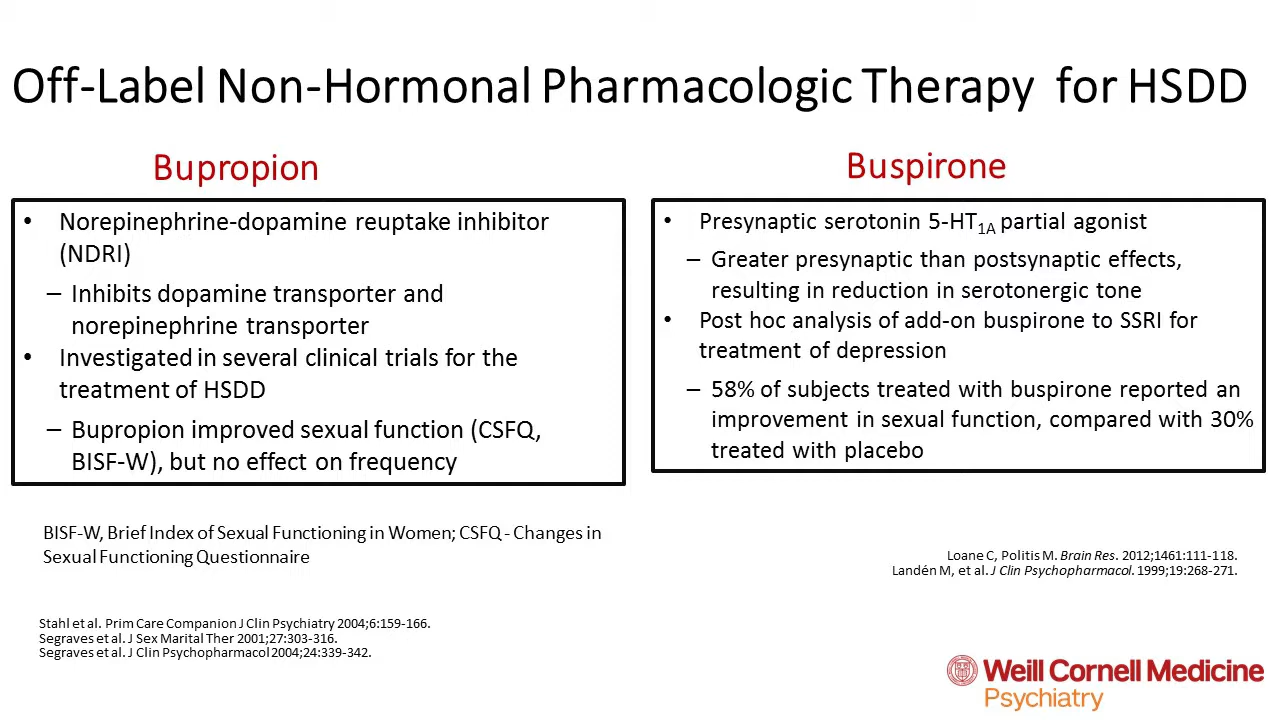 Off-Label Non-Hormonal Pharmacologic Therapy for HSDD
Bupropion
• Norepinephrine-dopamine reuptake inhibitor
(NDRI)
– Inhibits dopamine transporter and
norepinephrine transporter
• Investigated in several clinical trials for the
treatment of HSDD
– Bupropion improved sexual function (CSFQ,
BISF-W), but no effect on frequency
BISF-W, Brief Index of Sexual Functioning in Women; CSFQ - Changes in
Sexual Functioning Questionnaire
Stahl et al. Prim Care Companion J Clin Psychiatry 2004;6:159-166.
Segraves et al. J Sex Marital Ther 2001;27:303-316.
Segraves et al. J Clin Psychopharmacol 2004;24:339-342.
Buspirone
• Presynaptic serotonin 5-HT1A partial agonist
– Greater presynaptic than postsynaptic effects,
resulting in reduction in serotonergic tone
• Post hoc analysis of add-on buspirone to SSRI for
treatment of depression
– 58% of subjects treated with buspirone reported an
improvement in sexual function, compared with 30%
treated with placebo
Loane C, Politis M. Brain Res. 2012;1461:111-118.
Landén M, et al. J Clin Psychopharmacol. 1999;19:268-271.
Weill Cornell Medicine
Psychiatry